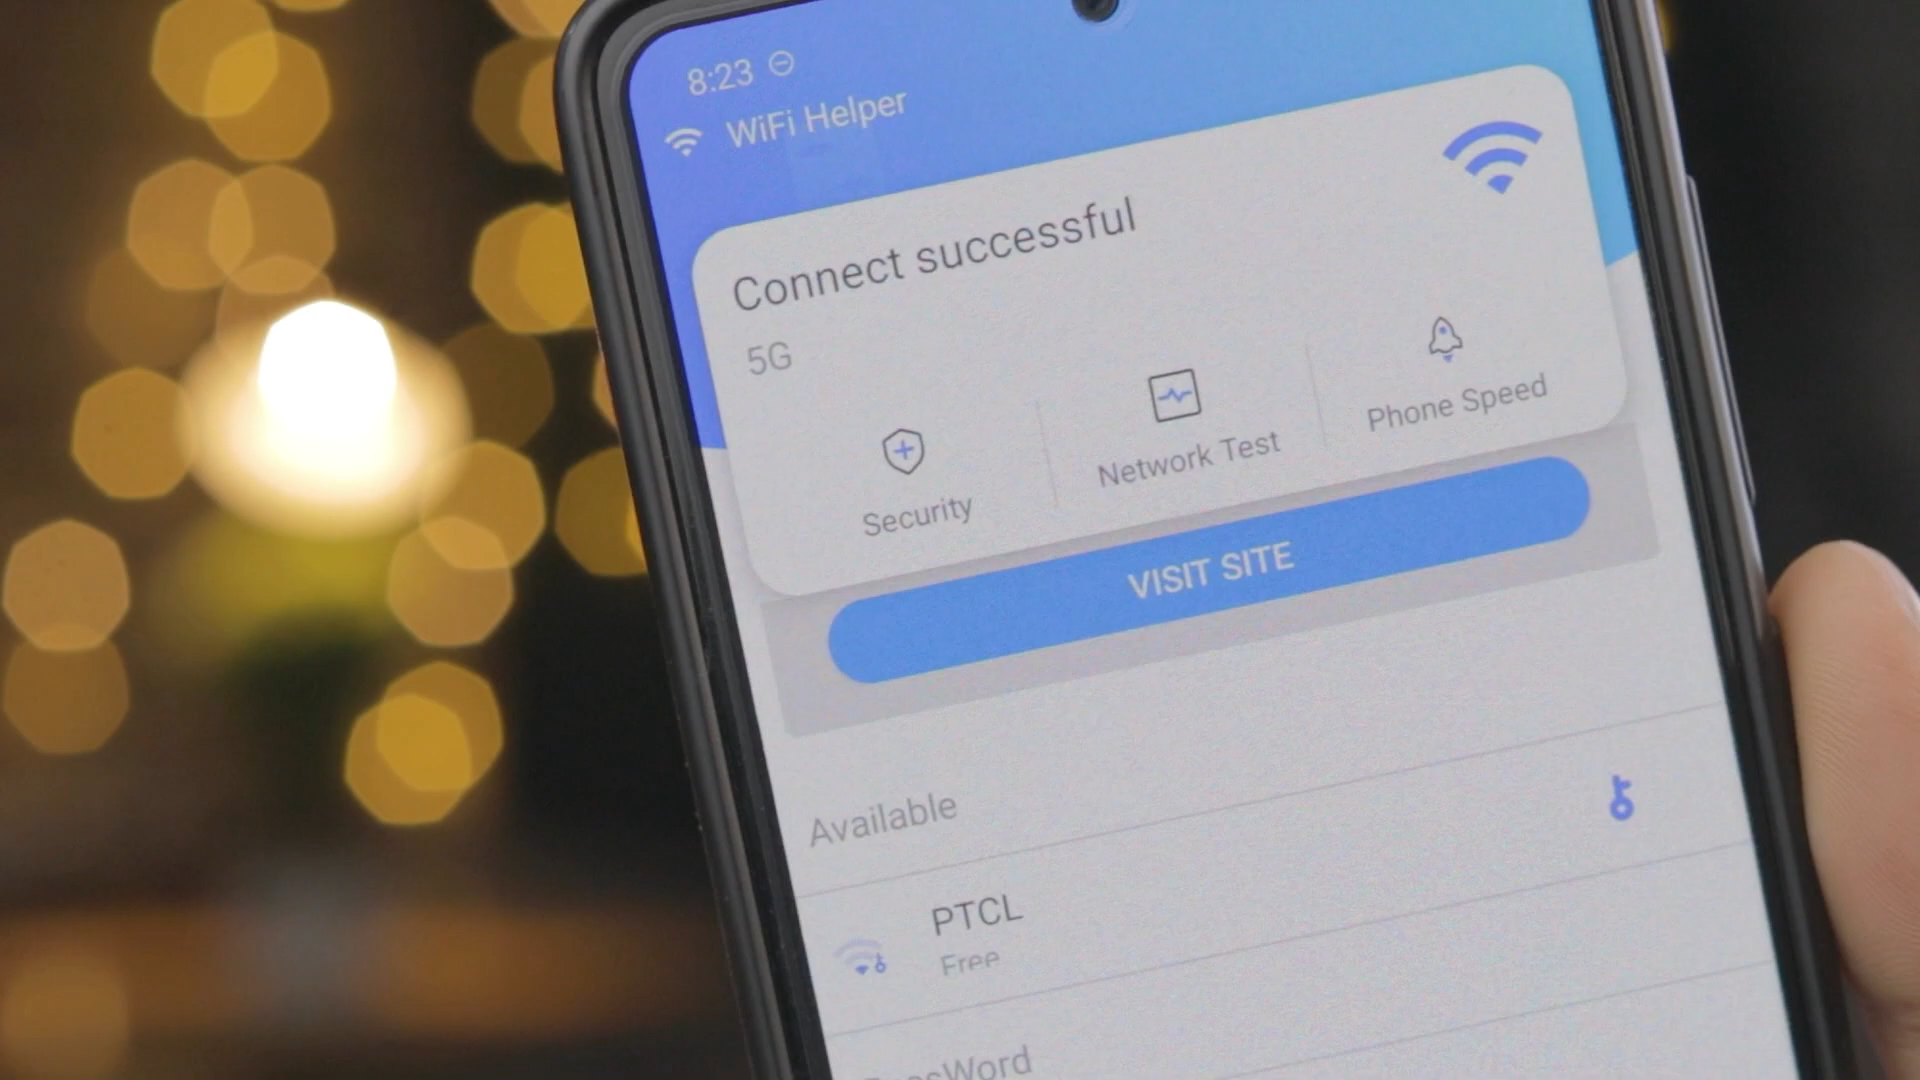 8:23
WiFi Helper
Connect successful
5G
Security
Network Test
Phone Speed
VISIT SITE
Available
PTCL
Free